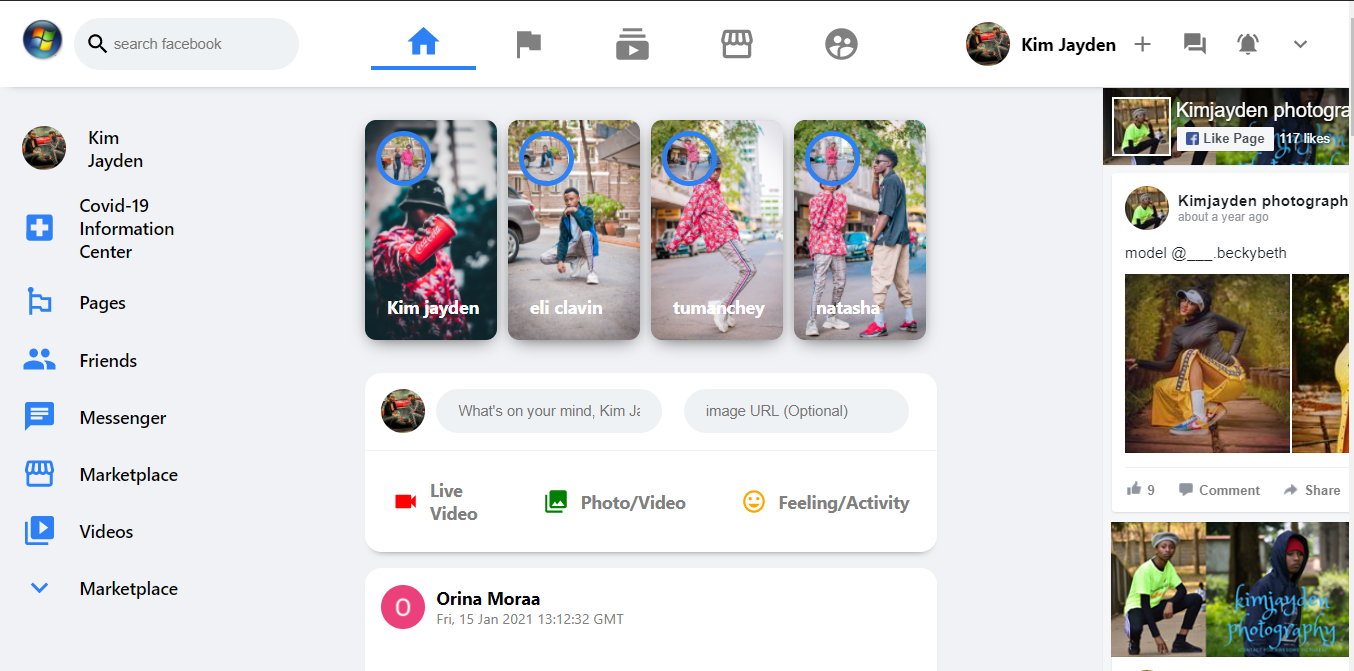 search facebook
Kim Jayden
Kim
Jayden
Covid-19
Information
Center
Pages
Friends
Messenger
Marketplace
Videos
Marketplace
Coca-Cola
Kim jayden
eli clavin
tumanchey
natasha
What's on your mind, Kim Ja
image URL (Optional)
Live
Video
Photo/Video
Feeling/Activity
O
Orina Moraa
Fri, 15 Jan 2021 13:12:32 GMT
Kimjayden photogra
Like Page
117 likes
Kimjayden photograph
about a year ago
model @___.beckybeth
9
Comment
Share
kimjayden
photography